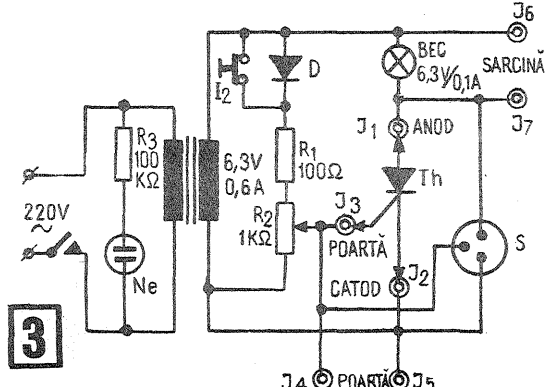 J6
BEC
6,3V/0,1A
SARCINĂ
D
I2
J7
J1 ANOD
R3
100
KΩ
6,3V
0,6A
R1
100Ω
Th
220V
~
R2
1KΩ
J3
POARTĂ
S
Ne
CATOD
J2
3
J4 POARTĂ J5